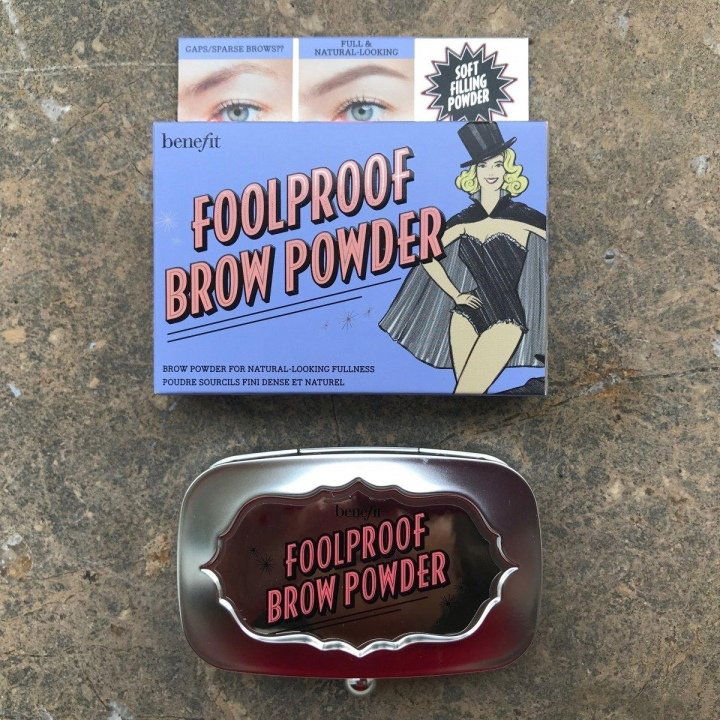 GAPS/SPARSE BROWS??
FULL &
NATURAL-LOOKING
SOFT
FILLING
POWDER
benefit
FOOLPROOF
BROW POWDER
BROW POWDER FOR NATURAL-LOOKING FULLNESS
POUDRE SOURCILS FINI DENSE ET NATUREL
benefit
FOOLPROOF
BROW POWDER